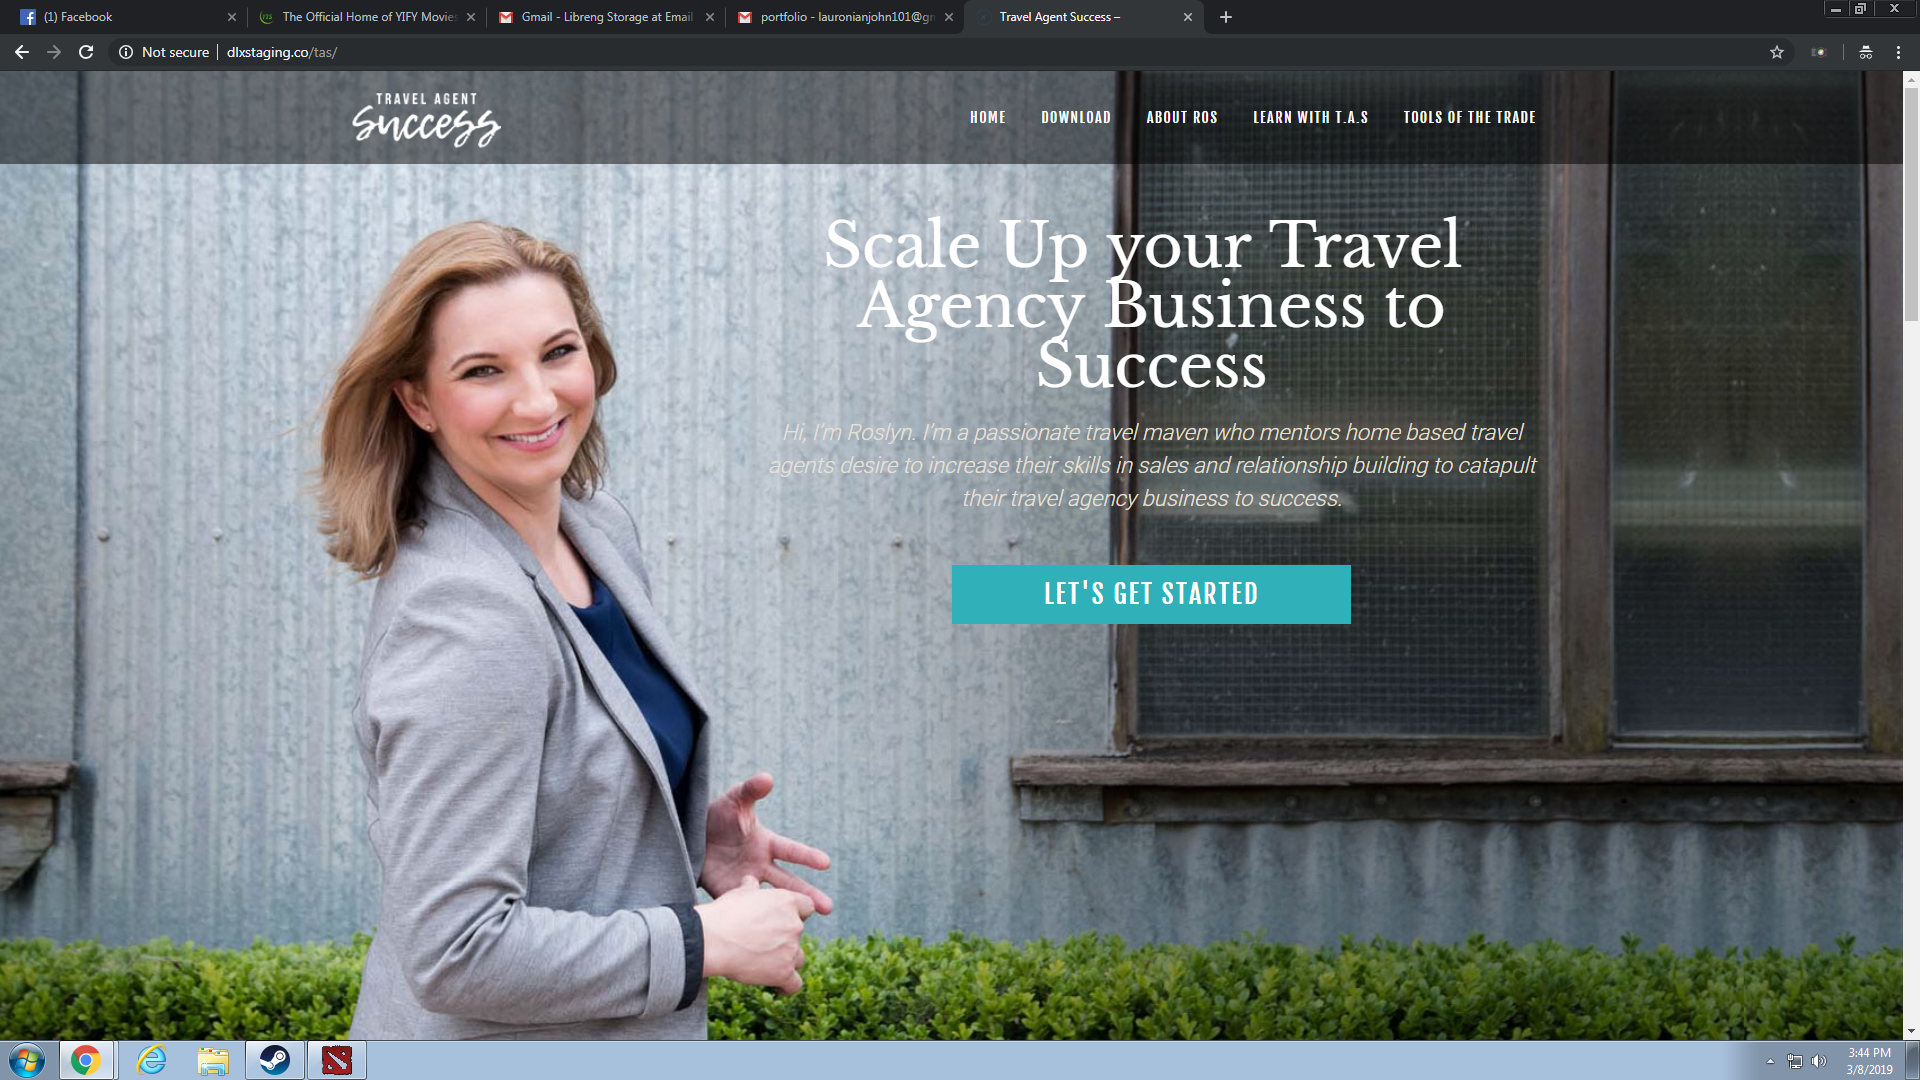 (1) Facebook
The Official Home of YIFY Movies
Gmail - Libreng Storage at Email
portfolio - lauronianjohn101@gm
Travel Agent Success –
Not secure
dlxstaging.co/tas/
TRAVEL AGENT
Success
HOME
DOWNLOAD
ABOUT ROS
LEARN WITH T.A.S
TOOLS OF THE TRADE
Scale Up your Travel
Agency Business to
Success
Hi, I'm Roslyn. I'm a passionate travel maven who mentors home based travel
agents desire to increase their skills in sales and relationship building to catapult
their travel agency business to success.
LET'S GET STARTED
3:44 PM
3/8/2019